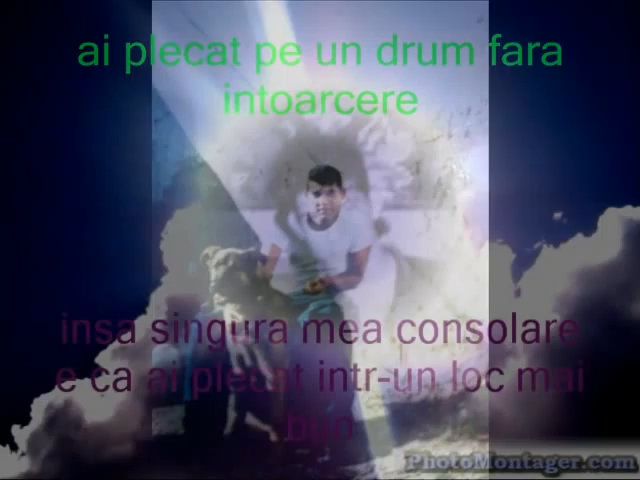 ai plecat pe un drum fara
intoarcere
insa singura mea consolare
e ca ai plecat intr-un loc mai
bun
PhotoMontager.com